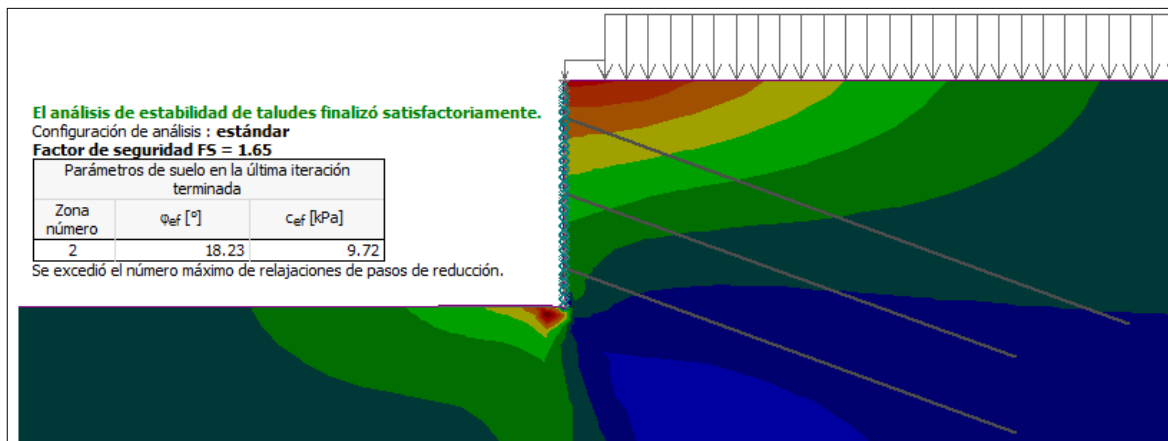 El análisis de estabilidad de taludes finalizó satisfactoriamente.
Configuración de análisis : estándar
Factor de seguridad FS = 1.65
Parámetros de suelo en la última iteración
terminada
Zona número φef [°] cef [kPa]
2 18.23 9.72
Se excedió el número máximo de relajaciones de pasos de reducción.